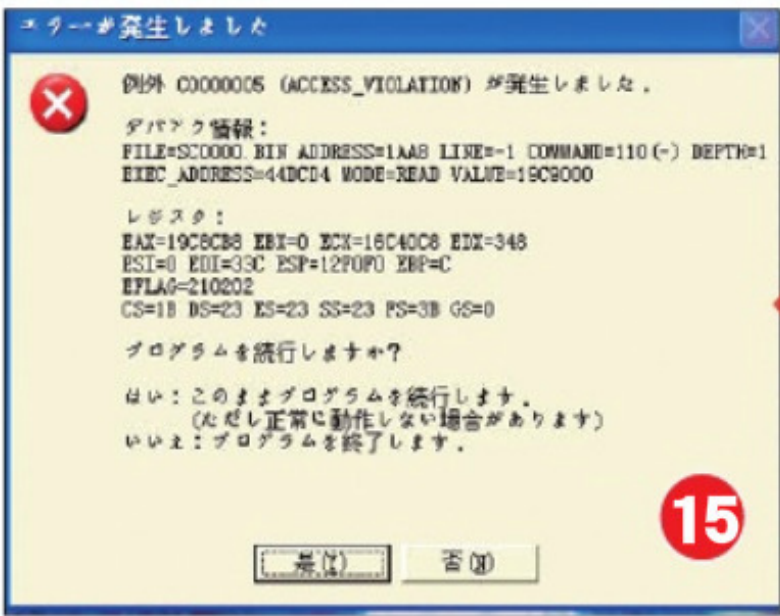 エラーが発生しました
例外 C0000005 (ACCESS_VIOLATION) が発生しました.
デバッグ情報:
FILE=SC0000.BIN ADDRESS=1AA8 LINE=-1 COMMAND=110(-) DEPTH=1
EXEC_ADDRESS=44DCD4 MODE=READ VALUE=19C9000
レジスタ:
EAX=19C8CB8 EBX=0 ECX=16C40C8 EDX=348
ESI=0 EDI=33C ESP=12F0F0 EBP=C
EFLAG=210202
CS=1B DS=23 ES=23 SS=23 FS=3B GS=0
プログラムを続行しますか?
はい:このままプログラムを続行します.
(ただし正常に動作しない場合があります)
いいえ:プログラムを終了します.
15
是(Y) 否(N)